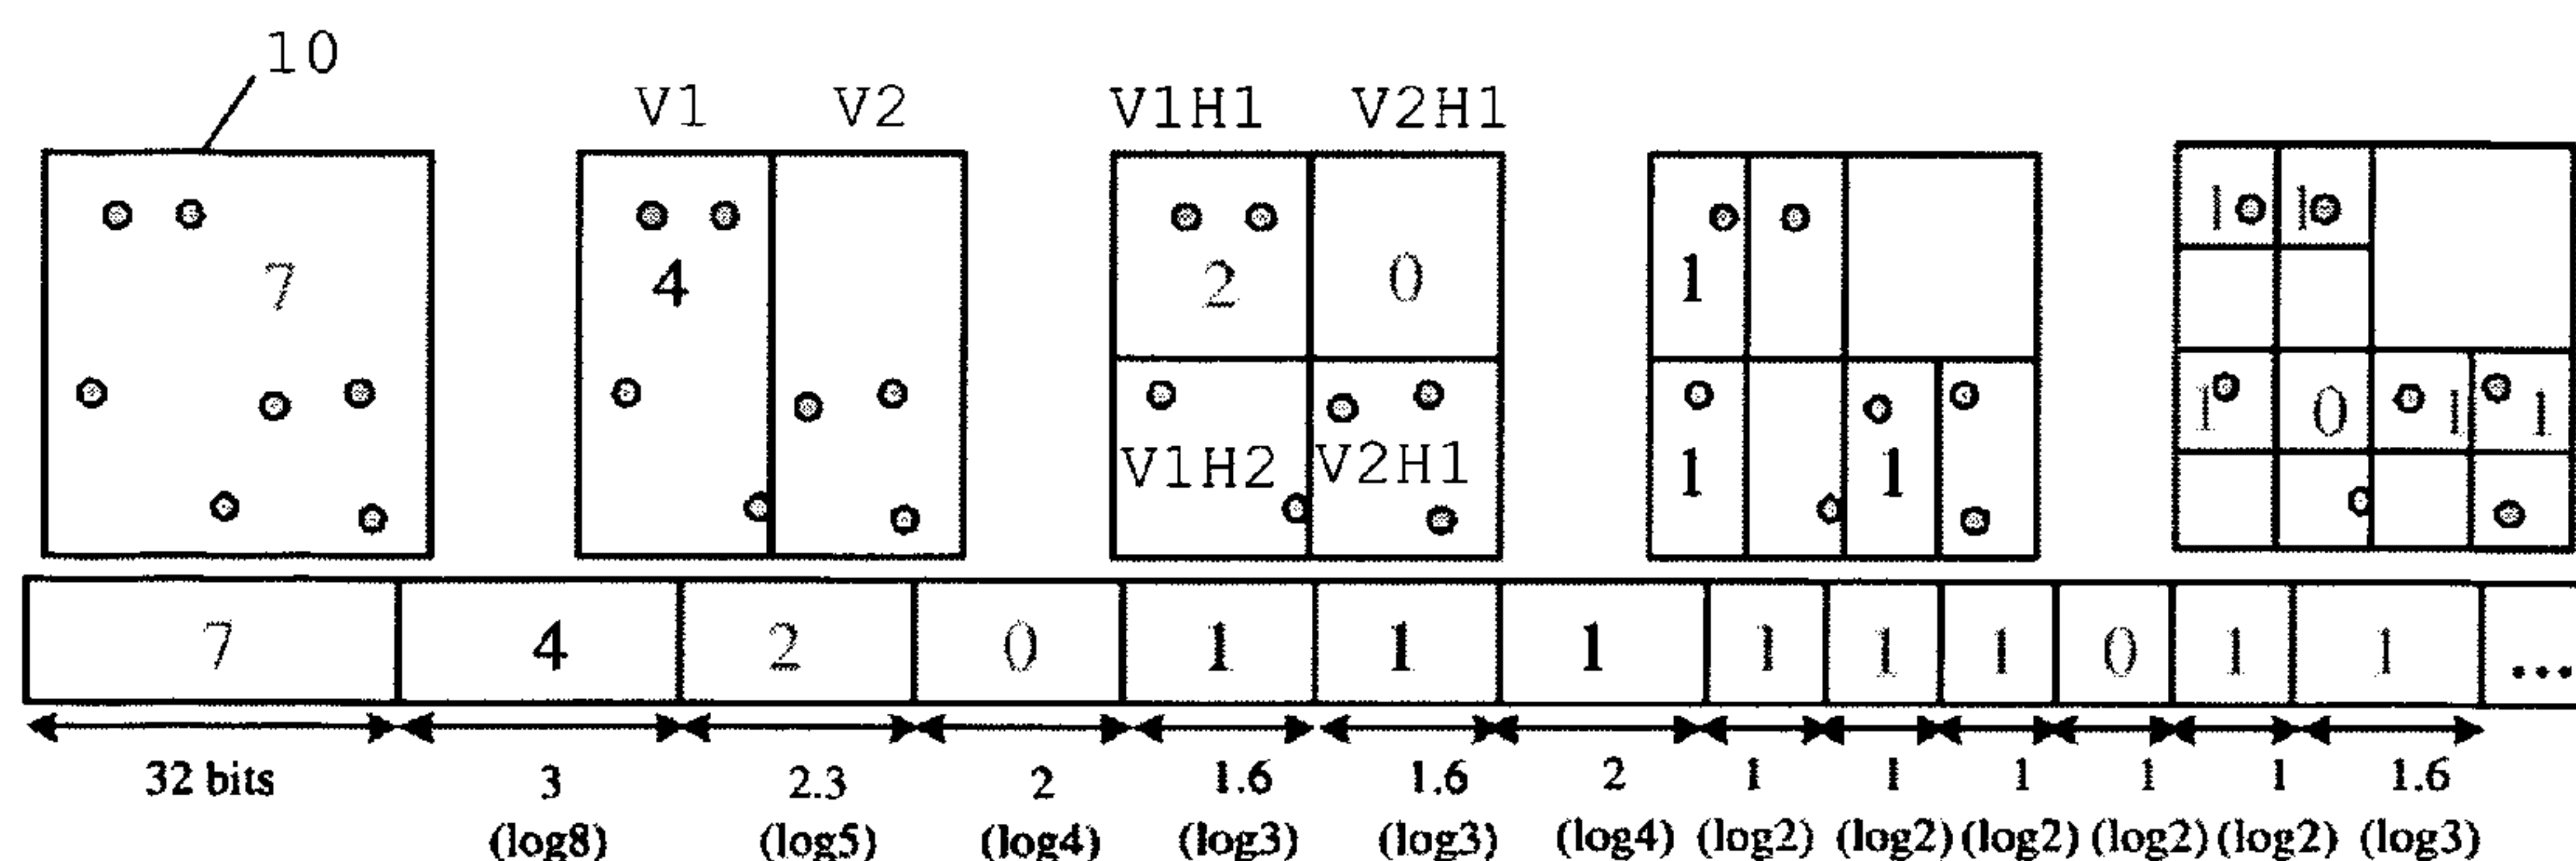 10
V1 V2 V1H1 V2H1
7 4 2 0 1 1 1
V1H2 V2H1 1 1 1 0 1 1
7 4 2 0 1 1 1 1 1 1 0 1 1 ...
32 bits 3 2.3 2 1.6 1.6 2 1 1 1 1 1 1.6
(log8) (log5) (log4) (log3) (log3) (log4) (log2) (log2) (log2) (log2) (log2) (log3)